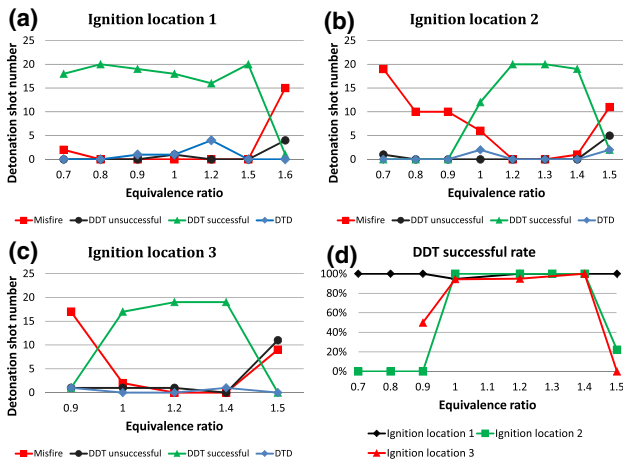 (a)
Ignition location 1
25
20
15
10
5
0
Detonation shot number
0.7 0.8 0.9 1 1.2 1.5 1.6
Equivalence ratio
Misfire DDT unsuccessful DDT successful DTD
(b)
Ignition location 2
25
20
15
10
5
0
Detonation shot number
0.7 0.8 0.9 1 1.2 1.3 1.4 1.5
Equivalence ratio
Misfire DDT unsuccessful DDT successful DTD
(c)
Ignition location 3
25
20
15
10
5
0
Detonation shot number
0.9 1 1.2 1.4 1.5
Equivalence ratio
Misfire DDT unsuccessful DDT successful DTD
(d)
DDT successful rate
100%
80%
60%
40%
20%
0%
0.7 0.8 0.9 1 1.1 1.2 1.3 1.4 1.5
Equivalence ratio
Ignition location 1 Ignition location 2
Ignition location 3